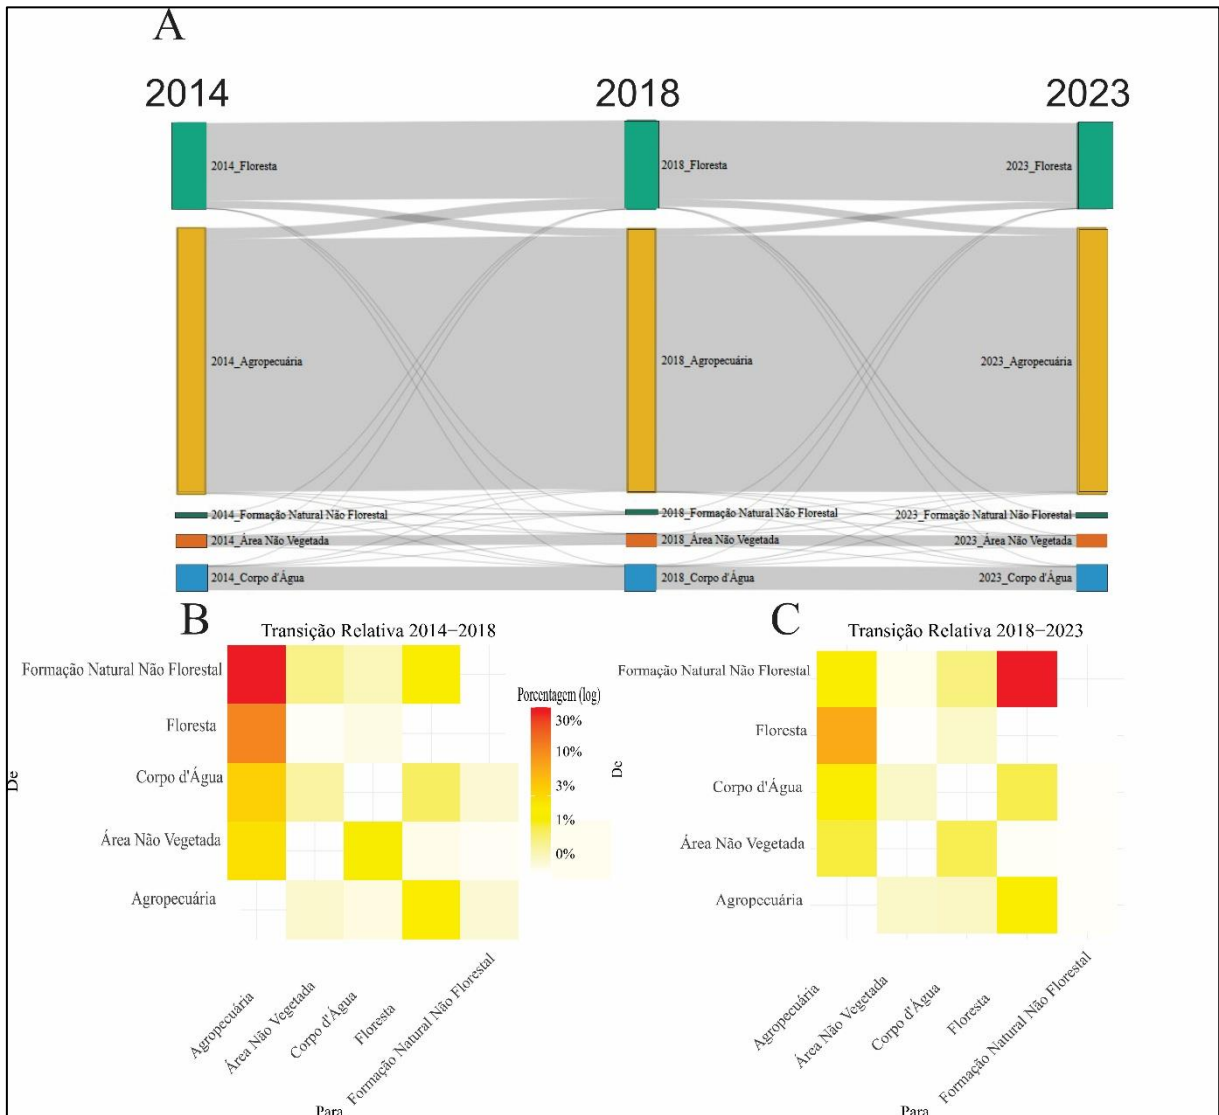 A
2014
2018
2023
2014_Floresta
2018_Floresta
2023_Floresta
2014_Agropecuária
2018_Agropecuária
2023_Agropecuária
2014_Formação Natural Não Florestal
2018_Formação Natural Não Florestal
2023_Formação Natural Não Florestal
2014_Área Não Vegetada
2018_Área Não Vegetada
2023_Área Não Vegetada
2014_Corpo d'Água
2018_Corpo d'Água
2023_Corpo d'Água
B
Transição Relativa 2014−2018
De
Formação Natural Não Florestal
Floresta
Corpo d'Água
Área Não Vegetada
Agropecuária
Agropecuária
Área Não Vegetada
Corpo d'Água
Floresta
Formação Natural Não Florestal
Para
Porcentagem (log)
30%
10%
3%
1%
0%
C
Transição Relativa 2018−2023
De
Formação Natural Não Florestal
Floresta
Corpo d'Água
Área Não Vegetada
Agropecuária
Agropecuária
Área Não Vegetada
Corpo d'Água
Floresta
Formação Natural Não Florestal
Para